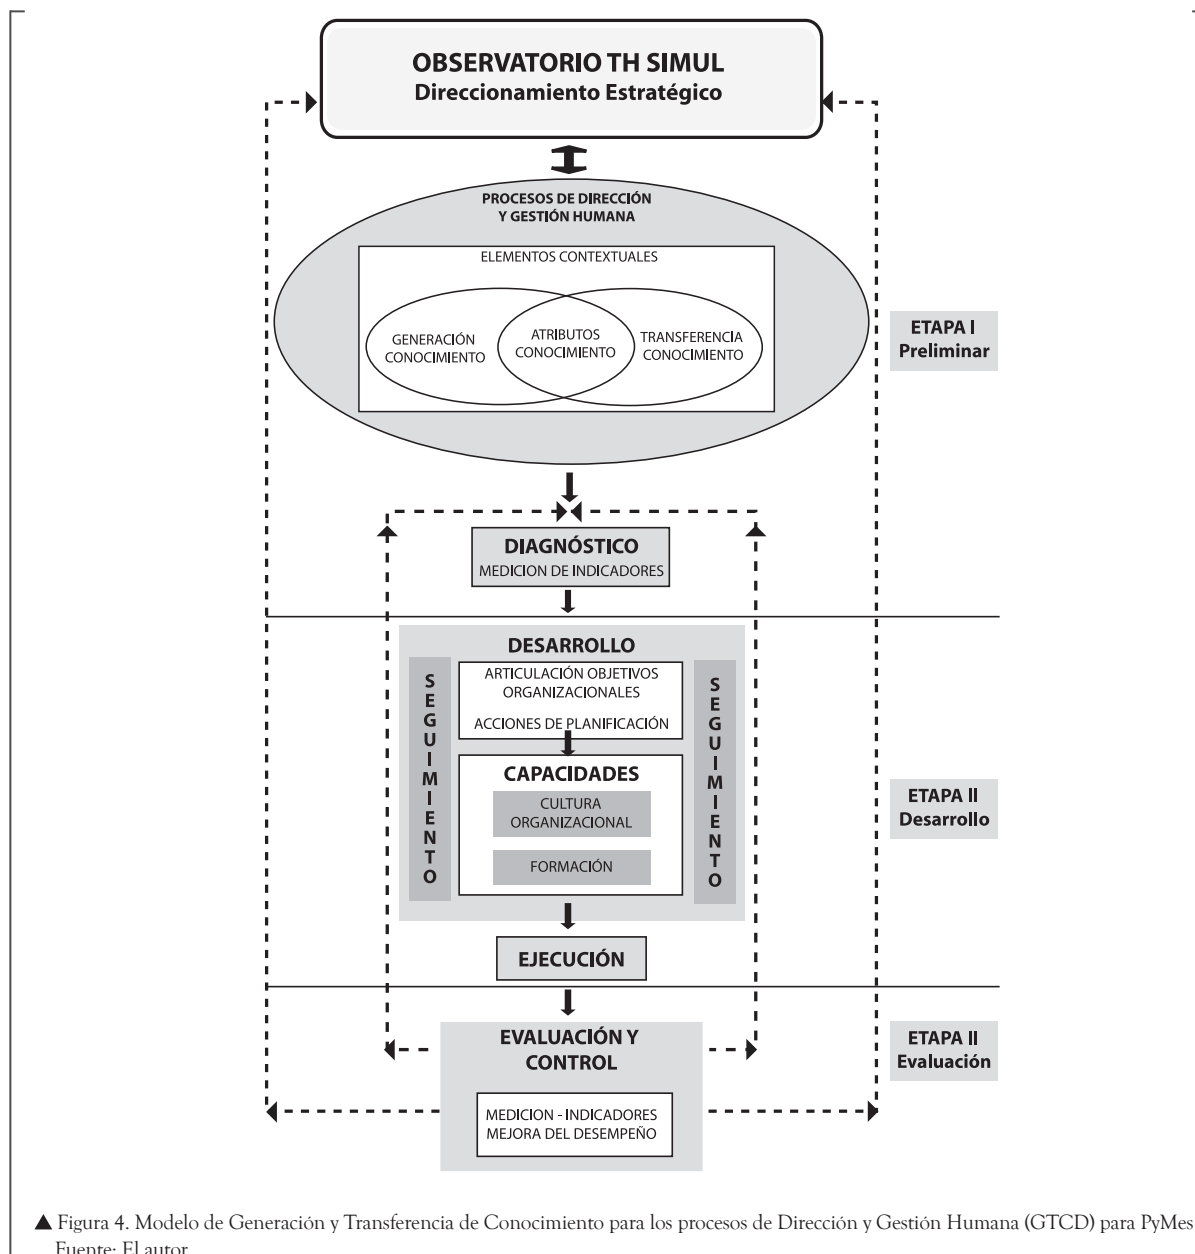 OBSERVATORIO TH SIMUL
Direccionamiento Estratégico
PROCESOS DE DIRECCIÓN
Y GESTIÓN HUMANA
ELEMENTOS CONTEXTUALES
GENERACIÓN
CONOCIMIENTO
ATRIBUTOS
CONOCIMIENTO
TRANSFERENCIA
CONOCIMIENTO
ETAPA I
Preliminar
DIAGNÓSTICO
MEDICION DE INDICADORES
DESARROLLO
SEGUIMIENTO
ARTICULACIÓN OBJETIVOS
ORGANIZACIONALES
ACCIONES DE PLANIFICACIÓN
CAPACIDADES
CULTURA
ORGANIZACIONAL
FORMACIÓN
SEGUIMIENTO
ETAPA II
Desarrollo
EJECUCIÓN
EVALUACIÓN Y
CONTROL
MEDICION - INDICADORES
MEJORA DEL DESEMPEÑO
ETAPA II
Evaluación
▲ Figura 4. Modelo de Generación y Transferencia de Conocimiento para los procesos de Dirección y Gestión Humana (GTCD) para PyMes
Fuente: El autor